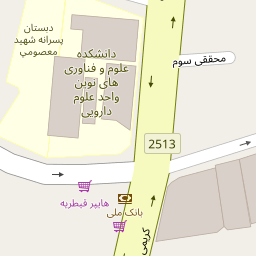 دبستان
پسرانه شهید
معصومي
دانشکده
علوم و فناوری
های نوین
واحد علوم
دارویی
محققی سوم
2513
هایپر قیطریه
بانک ملی
کریمی